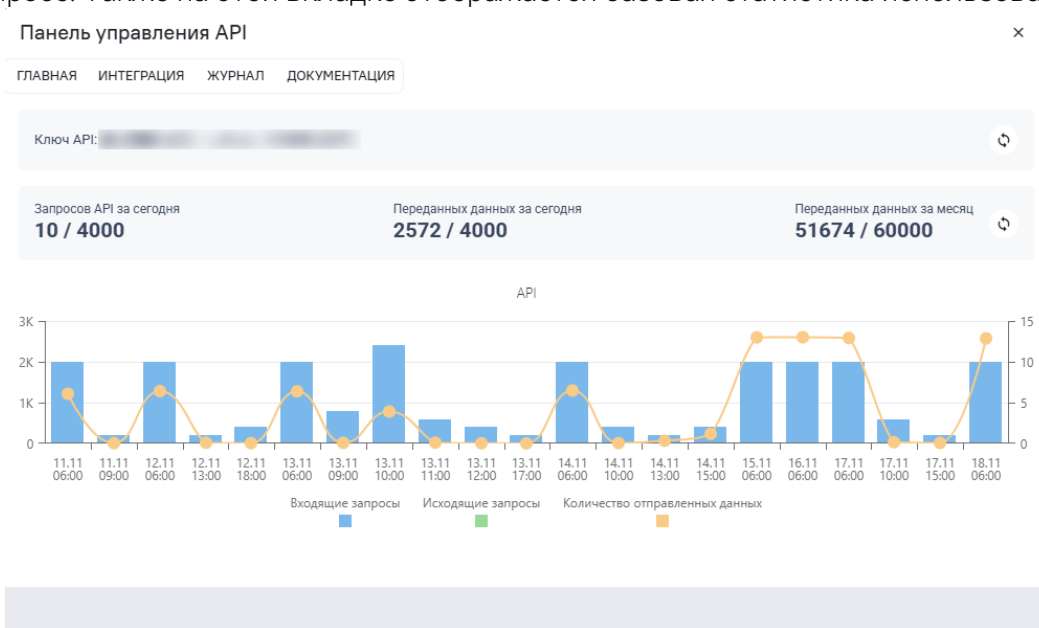 Панель управления API
ГЛАВНАЯ ИНТЕГРАЦИЯ ЖУРНАЛ ДОКУМЕНТАЦИЯ
Ключ API:
Запросов API за сегодня Переданных данных за сегодня Переданных данных за месяц
10 / 4000 2572 / 4000 51674 / 60000
API
3K 15
2K 10
1K 5
0 0
11.11 11.11 12.11 12.11 12.11 13.11 13.11 13.11 13.11 13.11 13.11 14.11 14.11 14.11 14.11 15.11 16.11 17.11 17.11 17.11 18.11
06:00 09:00 06:00 13:00 18:00 06:00 09:00 10:00 11:00 12:00 17:00 06:00 10:00 13:00 15:00 06:00 06:00 06:00 10:00 15:00 06:00
Входящие запросы Исходящие запросы Количество отправленных данных